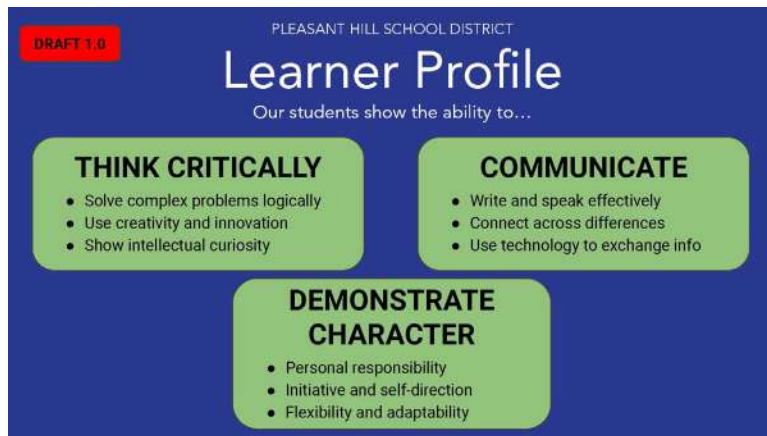 DRAFT 1.0
PLEASANT HILL SCHOOL DISTRICT
Learner Profile
Our students show the ability to...
THINK CRITICALLY
● Solve complex problems logically
● Use creativity and innovation
● Show intellectual curiosity
COMMUNICATE
● Write and speak effectively
● Connect across differences
● Use technology to exchange info
DEMONSTRATE
CHARACTER
● Personal responsibility
● Initiative and self-direction
● Flexibility and adaptability